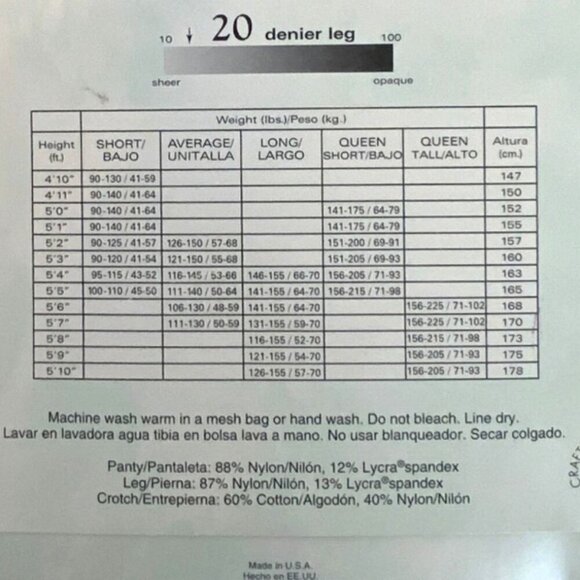 10 ↓ 20 denier leg 100
sheer opaque
Weight (lbs.)/Peso (kg.)
Height (ft.) SHORT/BAJO AVERAGE/UNITALLA LONG/LARGO QUEEN SHORT/BAJO QUEEN TALL/ALTO Altura (cm.)
4'10" 90-130 / 41-59 147
4'11" 90-140 / 41-64 150
5'0" 90-140 / 41-64 141-175 / 64-79 152
5'1" 90-140 / 41-64 141-175 / 64-79 155
5'2" 90-125 / 41-57 126-150 / 57-68 151-200 / 69-91 157
5'3" 90-120 / 41-54 121-150 / 55-68 151-205 / 69-93 160
5'4" 95-115 / 43-52 116-145 / 53-66 146-155 / 66-70 156-205 / 71-93 163
5'5" 100-110 / 45-50 111-140 / 50-64 141-155 / 64-70 156-215 / 71-98 165
5'6" 106-130 / 48-59 141-155 / 64-70 156-225 / 71-102 168
5'7" 111-130 / 50-59 131-155 / 59-70 156-225 / 71-102 170
5'8" 116-155 / 52-70 156-215 / 71-98 173
5'9" 121-155 / 54-70 156-205 / 71-93 175
5'10" 126-155 / 57-70 156-205 / 71-93 178
Machine wash warm in a mesh bag or hand wash. Do not bleach. Line dry.
Lavar en lavadora agua tibia en bolsa lava a mano. No usar blanqueador. Secar colgado.
Panty/Pantaleta: 88% Nylon/Nilón, 12% Lycra®spandex
Leg/Pierna: 87% Nylon/Nilón, 13% Lycra®spandex
Crotch/Entrepierna: 60% Cotton/Algodón, 40% Nylon/Nilón
Made in U.S.A.
Hecho en EE.UU.